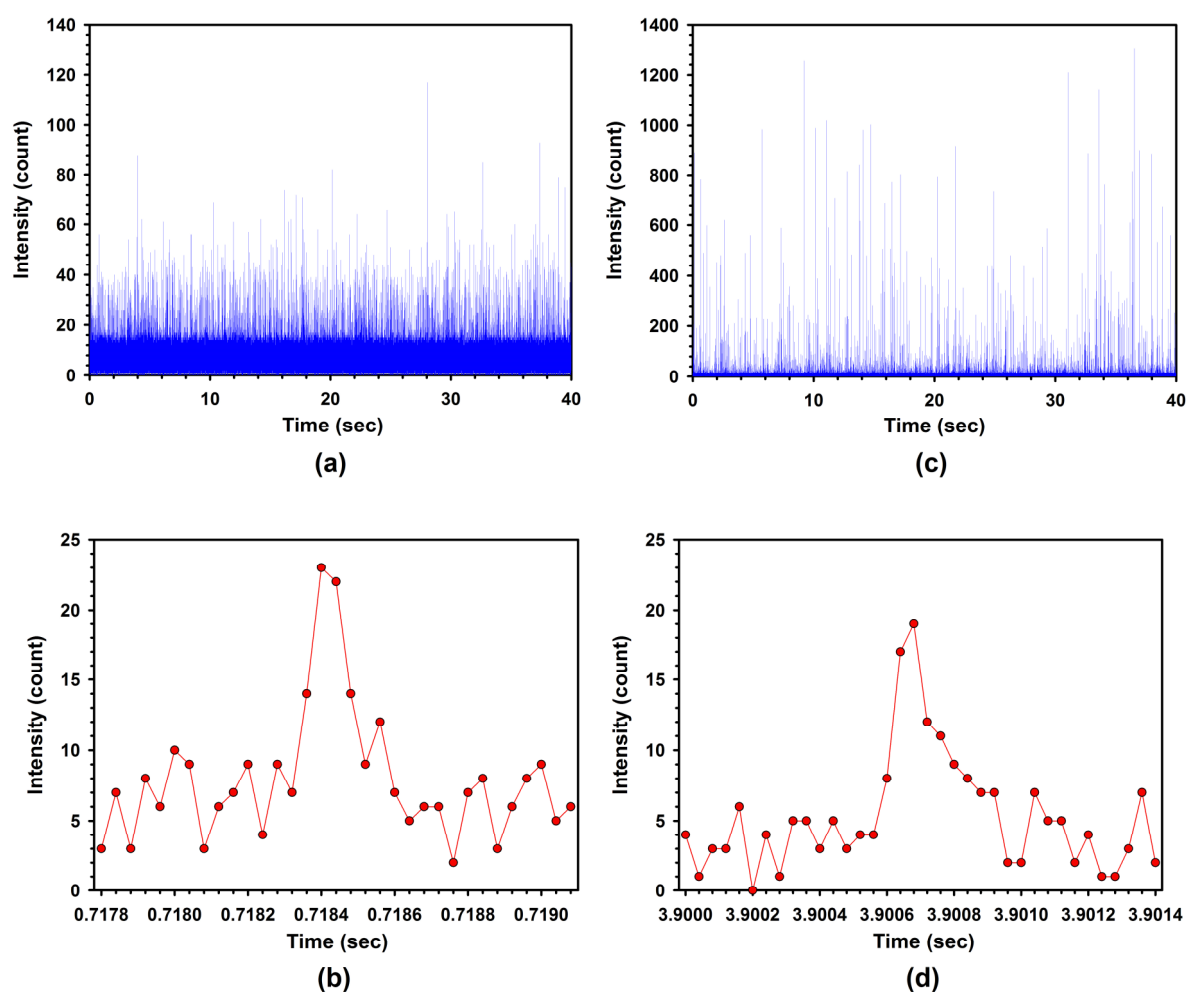 140
120
100
80
60
40
20
0
Intensity (count)
0 10 20 30 40
Time (sec)
(a)
1400
1200
1000
800
600
400
200
0
Intensity (count)
0 10 20 30 40
Time (sec)
(c)
25
20
15
10
5
0
Intensity (count)
0.7178 0.7180 0.7182 0.7184 0.7186 0.7188 0.7190
Time (sec)
(b)
25
20
15
10
5
0
Intensity (count)
3.9000 3.9002 3.9004 3.9006 3.9008 3.9010 3.9012 3.9014
Time (sec)
(d)